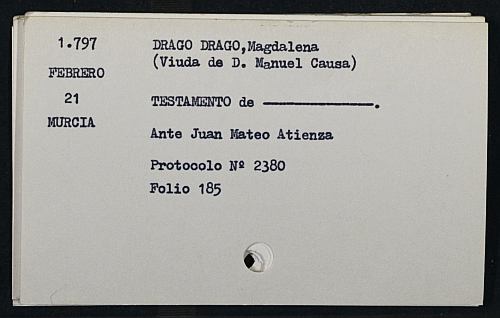 1.797
FEBRERO
21
MURCIA
DRAGO DRAGO,Magdalena
(Viuda de D. Manuel Causa)
TESTAMENTO de ————————.
Ante Juan Mateo Atienza
Protocolo Nº 2380
Folio 185